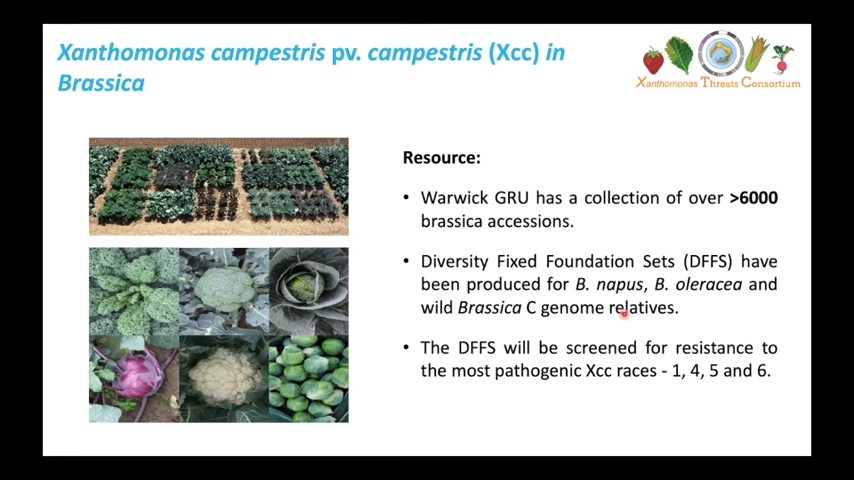 Xanthomonas campestris pv. campestris (Xcc) in
Brassica
Xanthomonas Threats Consortium
Resource:
• Warwick GRU has a collection of over >6000
brassica accessions.
• Diversity Fixed Foundation Sets (DFFS) have
been produced for B. napus, B. oleracea and
wild Brassica C genome relatives.
• The DFFS will be screened for resistance to
the most pathogenic Xcc races - 1, 4, 5 and 6.